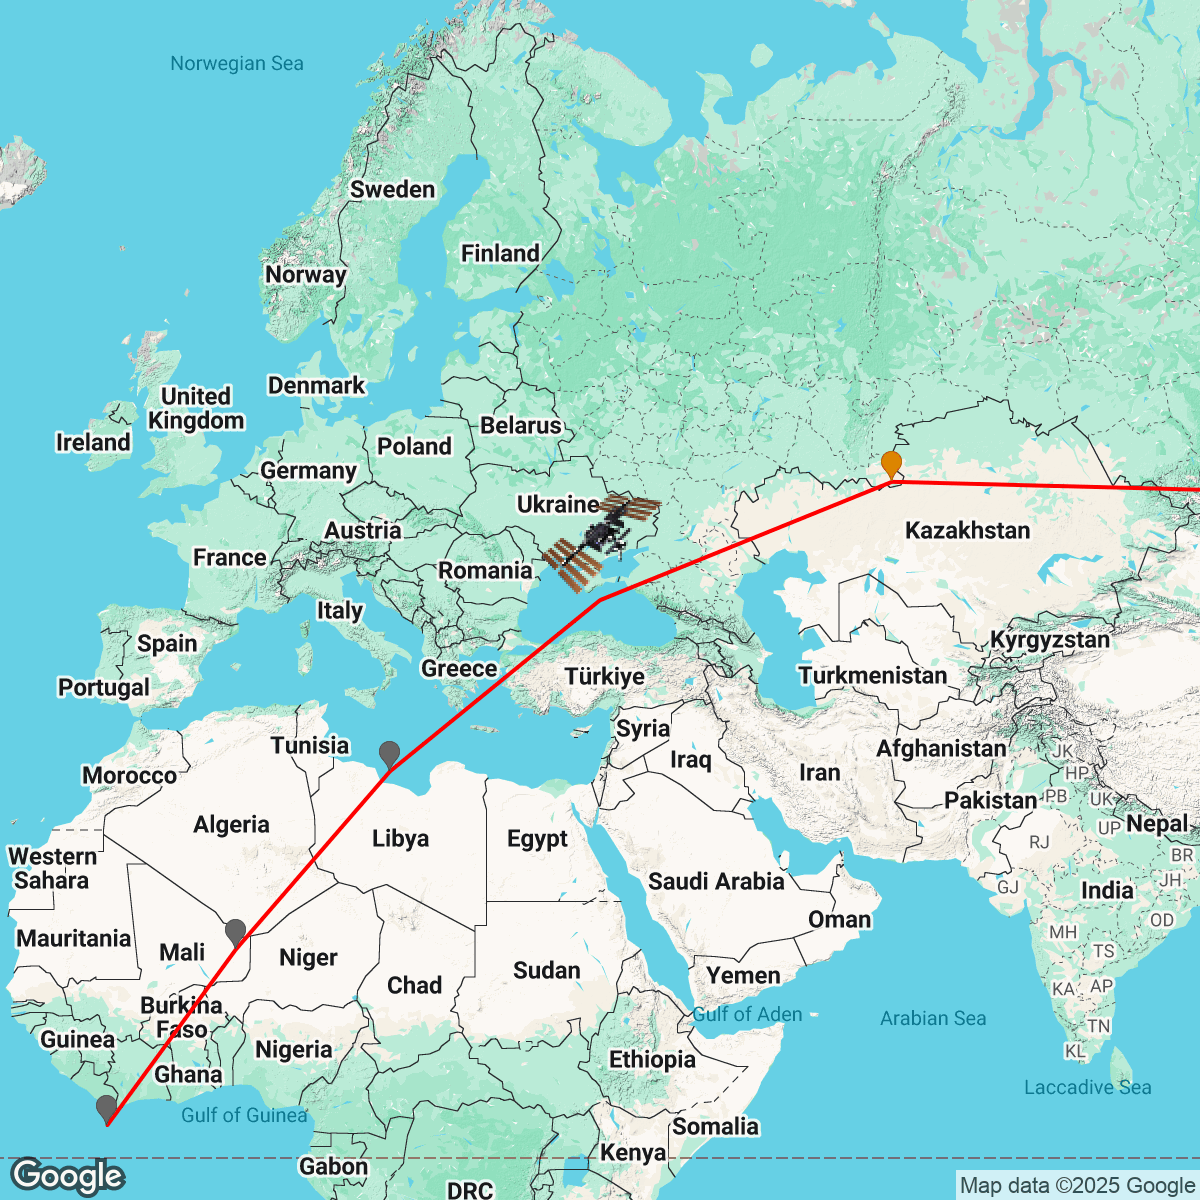 Norwegian Sea
Sweden
Finland
Norway
Denmark
United
Kingdom
Ireland
Belarus
Poland
Germany
Ukraine
Austria
Kazakhstan
France
Romania
Italy
Spain
Kyrgyzstan
Greece
Türkiye
Turkmenistan
Portugal
Syria
Tunisia
Afghanistan
JK
Iraq
Iran
HP
Morocco
Pakistan
PB
UK
Algeria
Libya
Egypt
UP
Nepal
RJ
Western
Sahara
BR
Saudi Arabia
JH
GJ
India
Oman
OD
Mauritania
Mali
MH
Niger
TS
Sudan
Yemen
Chad
KA
AP
Burkina
Faso
Gulf of Aden
Arabian Sea
TN
Guinea
Nigeria
KL
Ethiopia
Ghana
Laccadive Sea
Gulf of Guinea
Somalia
Kenya
Gabon
DRC
Google
Map data ©2025 Google